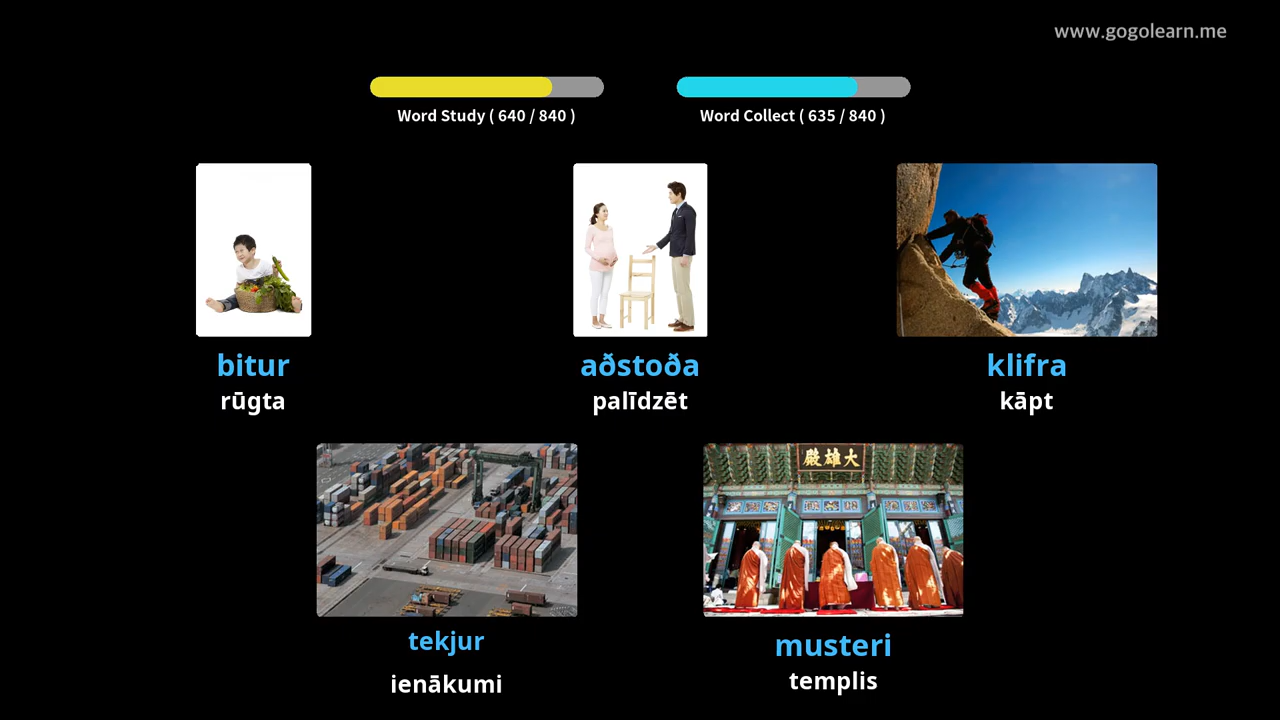 www.gogolearn.me
Word Study ( 640 / 840 )
Word Collect ( 635 / 840 )
殿雄大
bitur
rūgta
aðstoða
palīdzēt
klifra
kāpt
tekjur
ienākumi
musteri
templis